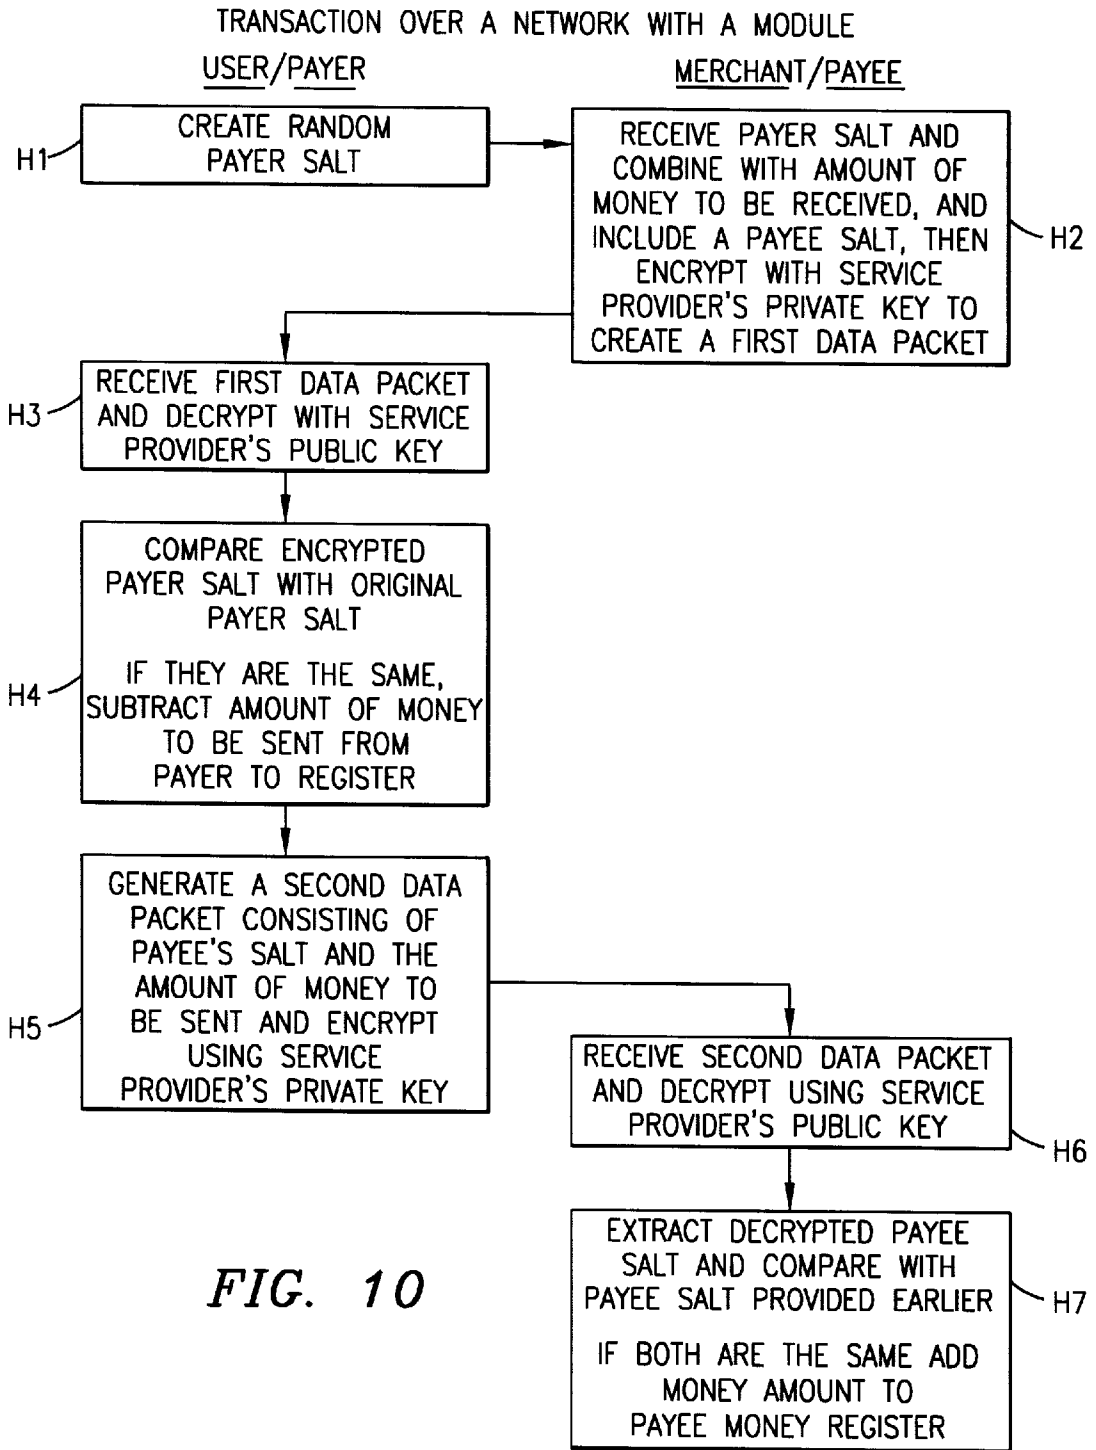 TRANSACTION OVER A NETWORK WITH A MODULE
USER/PAYER
MERCHANT/PAYEE
H1
CREATE RANDOM
PAYER SALT
RECEIVE PAYER SALT AND
COMBINE WITH AMOUNT OF
MONEY TO BE RECEIVED, AND
INCLUDE A PAYEE SALT, THEN
ENCRYPT WITH SERVICE
PROVIDER'S PRIVATE KEY TO
CREATE A FIRST DATA PACKET
H2
H3
RECEIVE FIRST DATA PACKET
AND DECRYPT WITH SERVICE
PROVIDER'S PUBLIC KEY
H4
COMPARE ENCRYPTED
PAYER SALT WITH ORIGINAL
PAYER SALT
IF THEY ARE THE SAME,
SUBTRACT AMOUNT OF MONEY
TO BE SENT FROM
PAYER TO REGISTER
H5
GENERATE A SECOND DATA
PACKET CONSISTING OF
PAYEE'S SALT AND THE
AMOUNT OF MONEY TO
BE SENT AND ENCRYPT
USING SERVICE
PROVIDER'S PRIVATE KEY
RECEIVE SECOND DATA PACKET
AND DECRYPT USING SERVICE
PROVIDER'S PUBLIC KEY
H6
EXTRACT DECRYPTED PAYEE
SALT AND COMPARE WITH
PAYEE SALT PROVIDED EARLIER
IF BOTH ARE THE SAME ADD
MONEY AMOUNT TO
PAYEE MONEY REGISTER
H7
FIG. 10